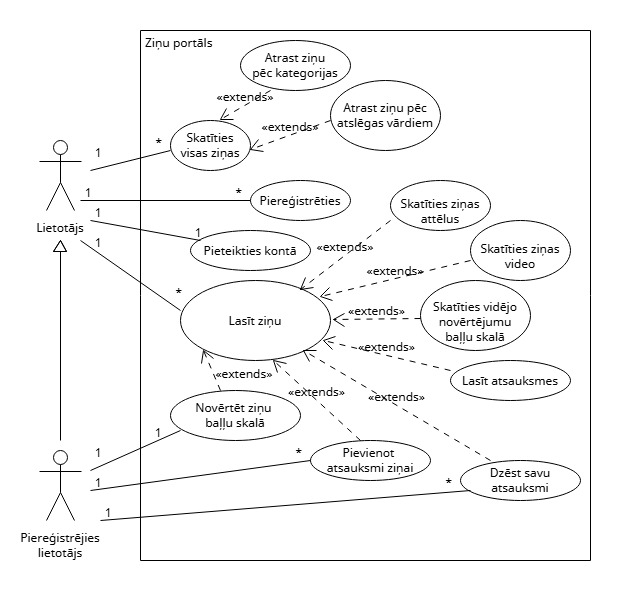 Ziņu portāls
Atrast ziņu
pēc kategorijas
«extends»
Atrast ziņu pēc
atslēgas vārdiem
«extends»
Skatīties
visas ziņas
1
*
Lietotājs
1
*
Piereģistrēties
1
1
Pieteikties kontā
1
*
Skatīties ziņas
attēlus
«extends»
Skatīties ziņas
video
«extends»
Lasīt ziņu
«extends»
Skatīties vidējo
novērtējumu
baļļu skalā
«extends»
Lasīt atsauksmes
«extends»
«extends»
«extends»
Novērtēt ziņu
baļļu skalā
1
1
Pievienot
atsauksmi ziņai
1
*
Dzēst savu
atsauksmi
1
*
Piereģistrējies
lietotājs